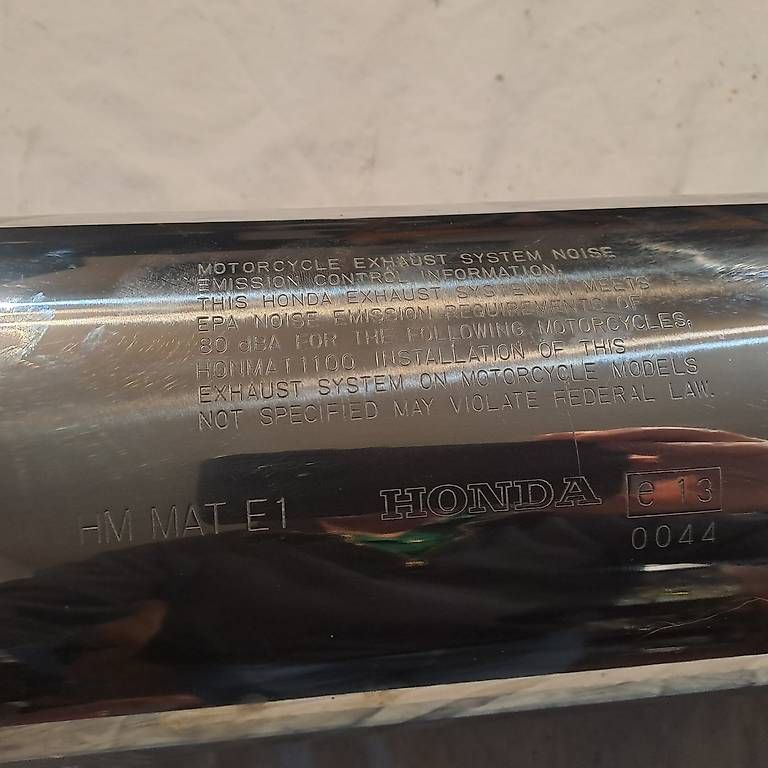 MOTORCYCLE EXHAUST SYSTEM NOISE
EMISSION CONTROL INFORMATION.
THIS HONDA EXHAUST SYSTEM MEETS
EPA NOISE EMISSION REQUIREMENTS OF
80 dBA FOR THE FOLLOWING MOTORCYCLES,
HONMAT1100 INSTALLATION OF THIS
EXHAUST SYSTEM ON MOTORCYCLE MODELS
NOT SPECIFIED MAY VIOLATE FEDERAL LAW.
HM MAT E1 HONDA e 13
0044